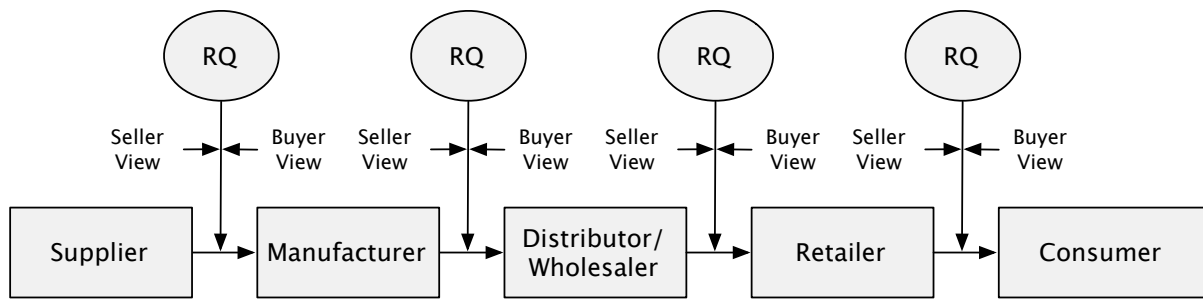 RQ
RQ
RQ
RQ
Seller
View
Buyer
View
Seller
View
Buyer
View
Seller
View
Buyer
View
Seller
View
Buyer
View
Supplier
Manufacturer
Distributor/
Wholesaler
Retailer
Consumer